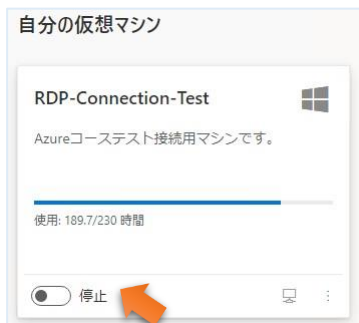 自分の仮想マシン
RDP-Connection-Test
Azureコーステスト接続用マシンです。
使用: 189.7/230 時間
停止